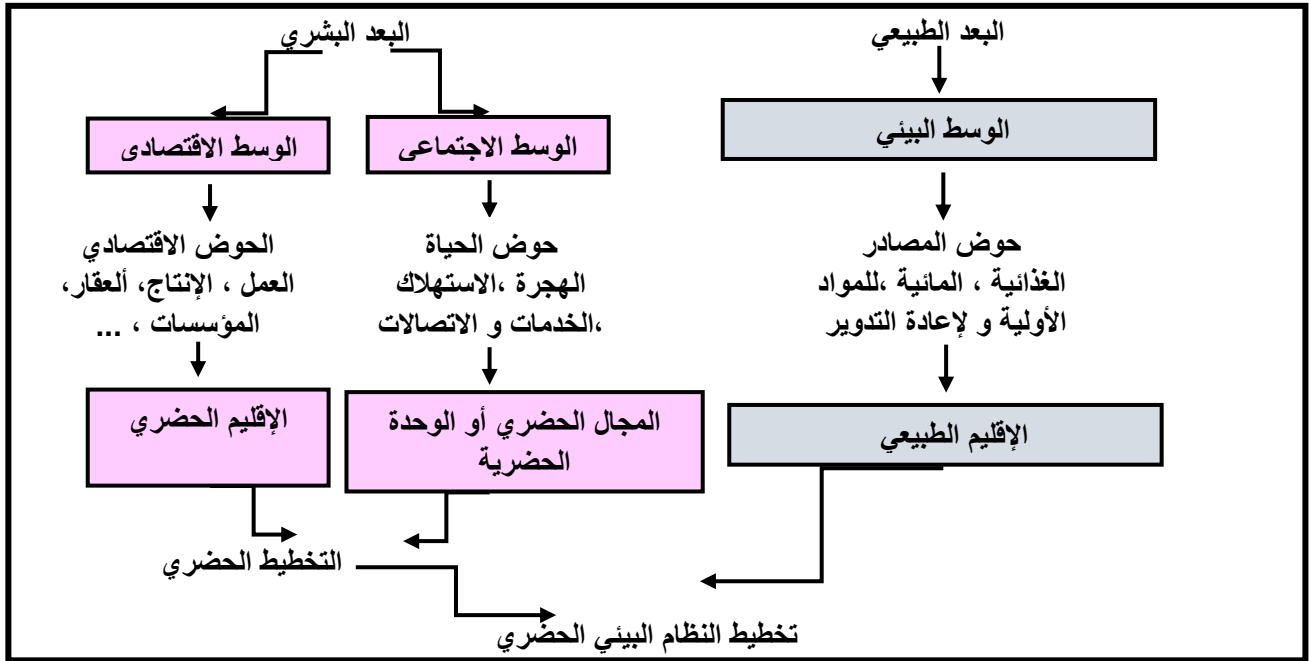 البعد الطبيعي
البعد البشري
الوسط البيئي
الوسط الاجتماعى
الوسط الاقتصادى
حوض المصادر
الغذائية ، المائية ،للمواد
الأولية و لإعادة التدوير
حوض الحياة
الهجرة ،الاستهلاك
،الخدمات و الاتصالات
الحوض الاقتصادي
العمل ، الإنتاج، ألعقار،
المؤسسات ، ...
الإقليم الطبيعي
المجال الحضري أو الوحدة
الحضرية
الإقليم الحضري
التخطيط الحضري
تخطيط النظام البيئي الحضري